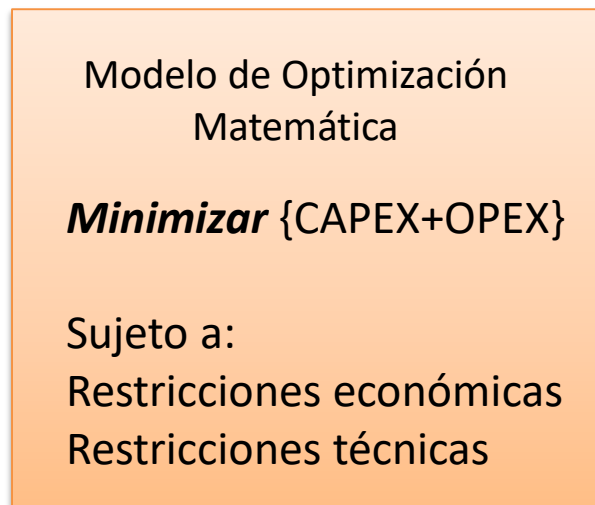 Modelo de Optimización
Matemática
Minimizar {CAPEX+OPEX}
Sujeto a:
Restricciones económicas
Restricciones técnicas